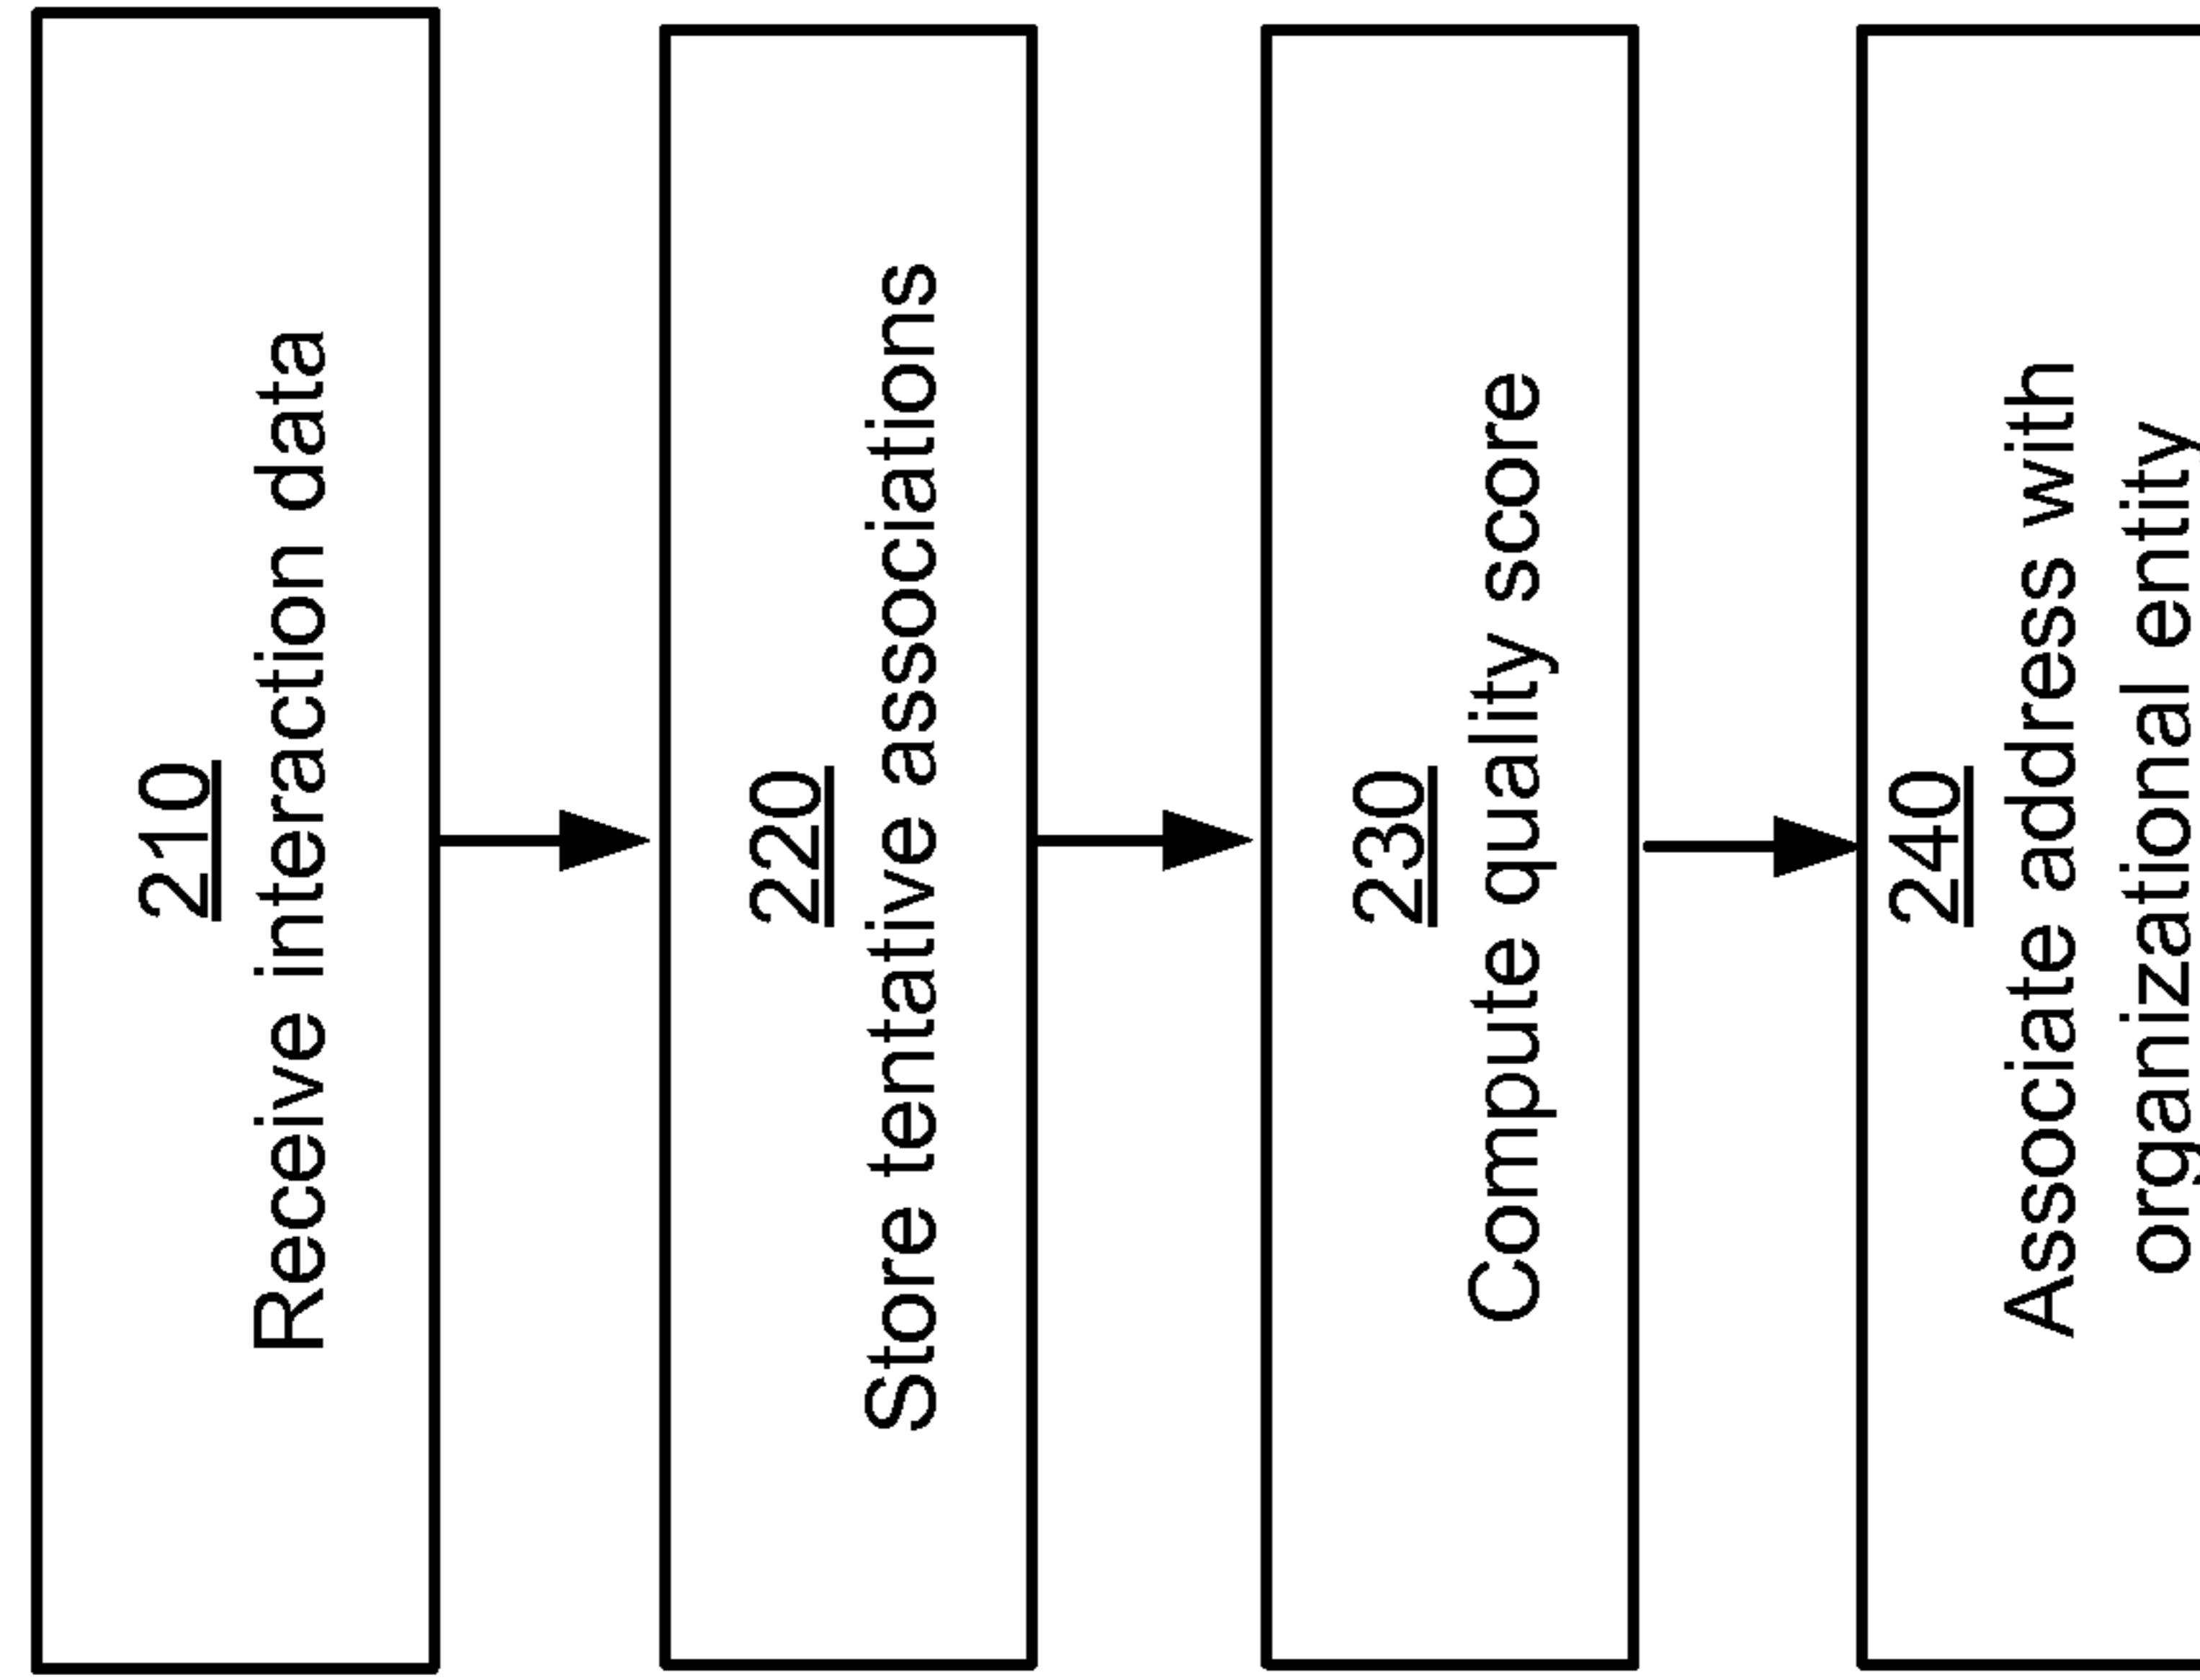 210
Receive interaction data
220
Store tentative associations
230
Compute quality score
240
Associate address with
organizational entity